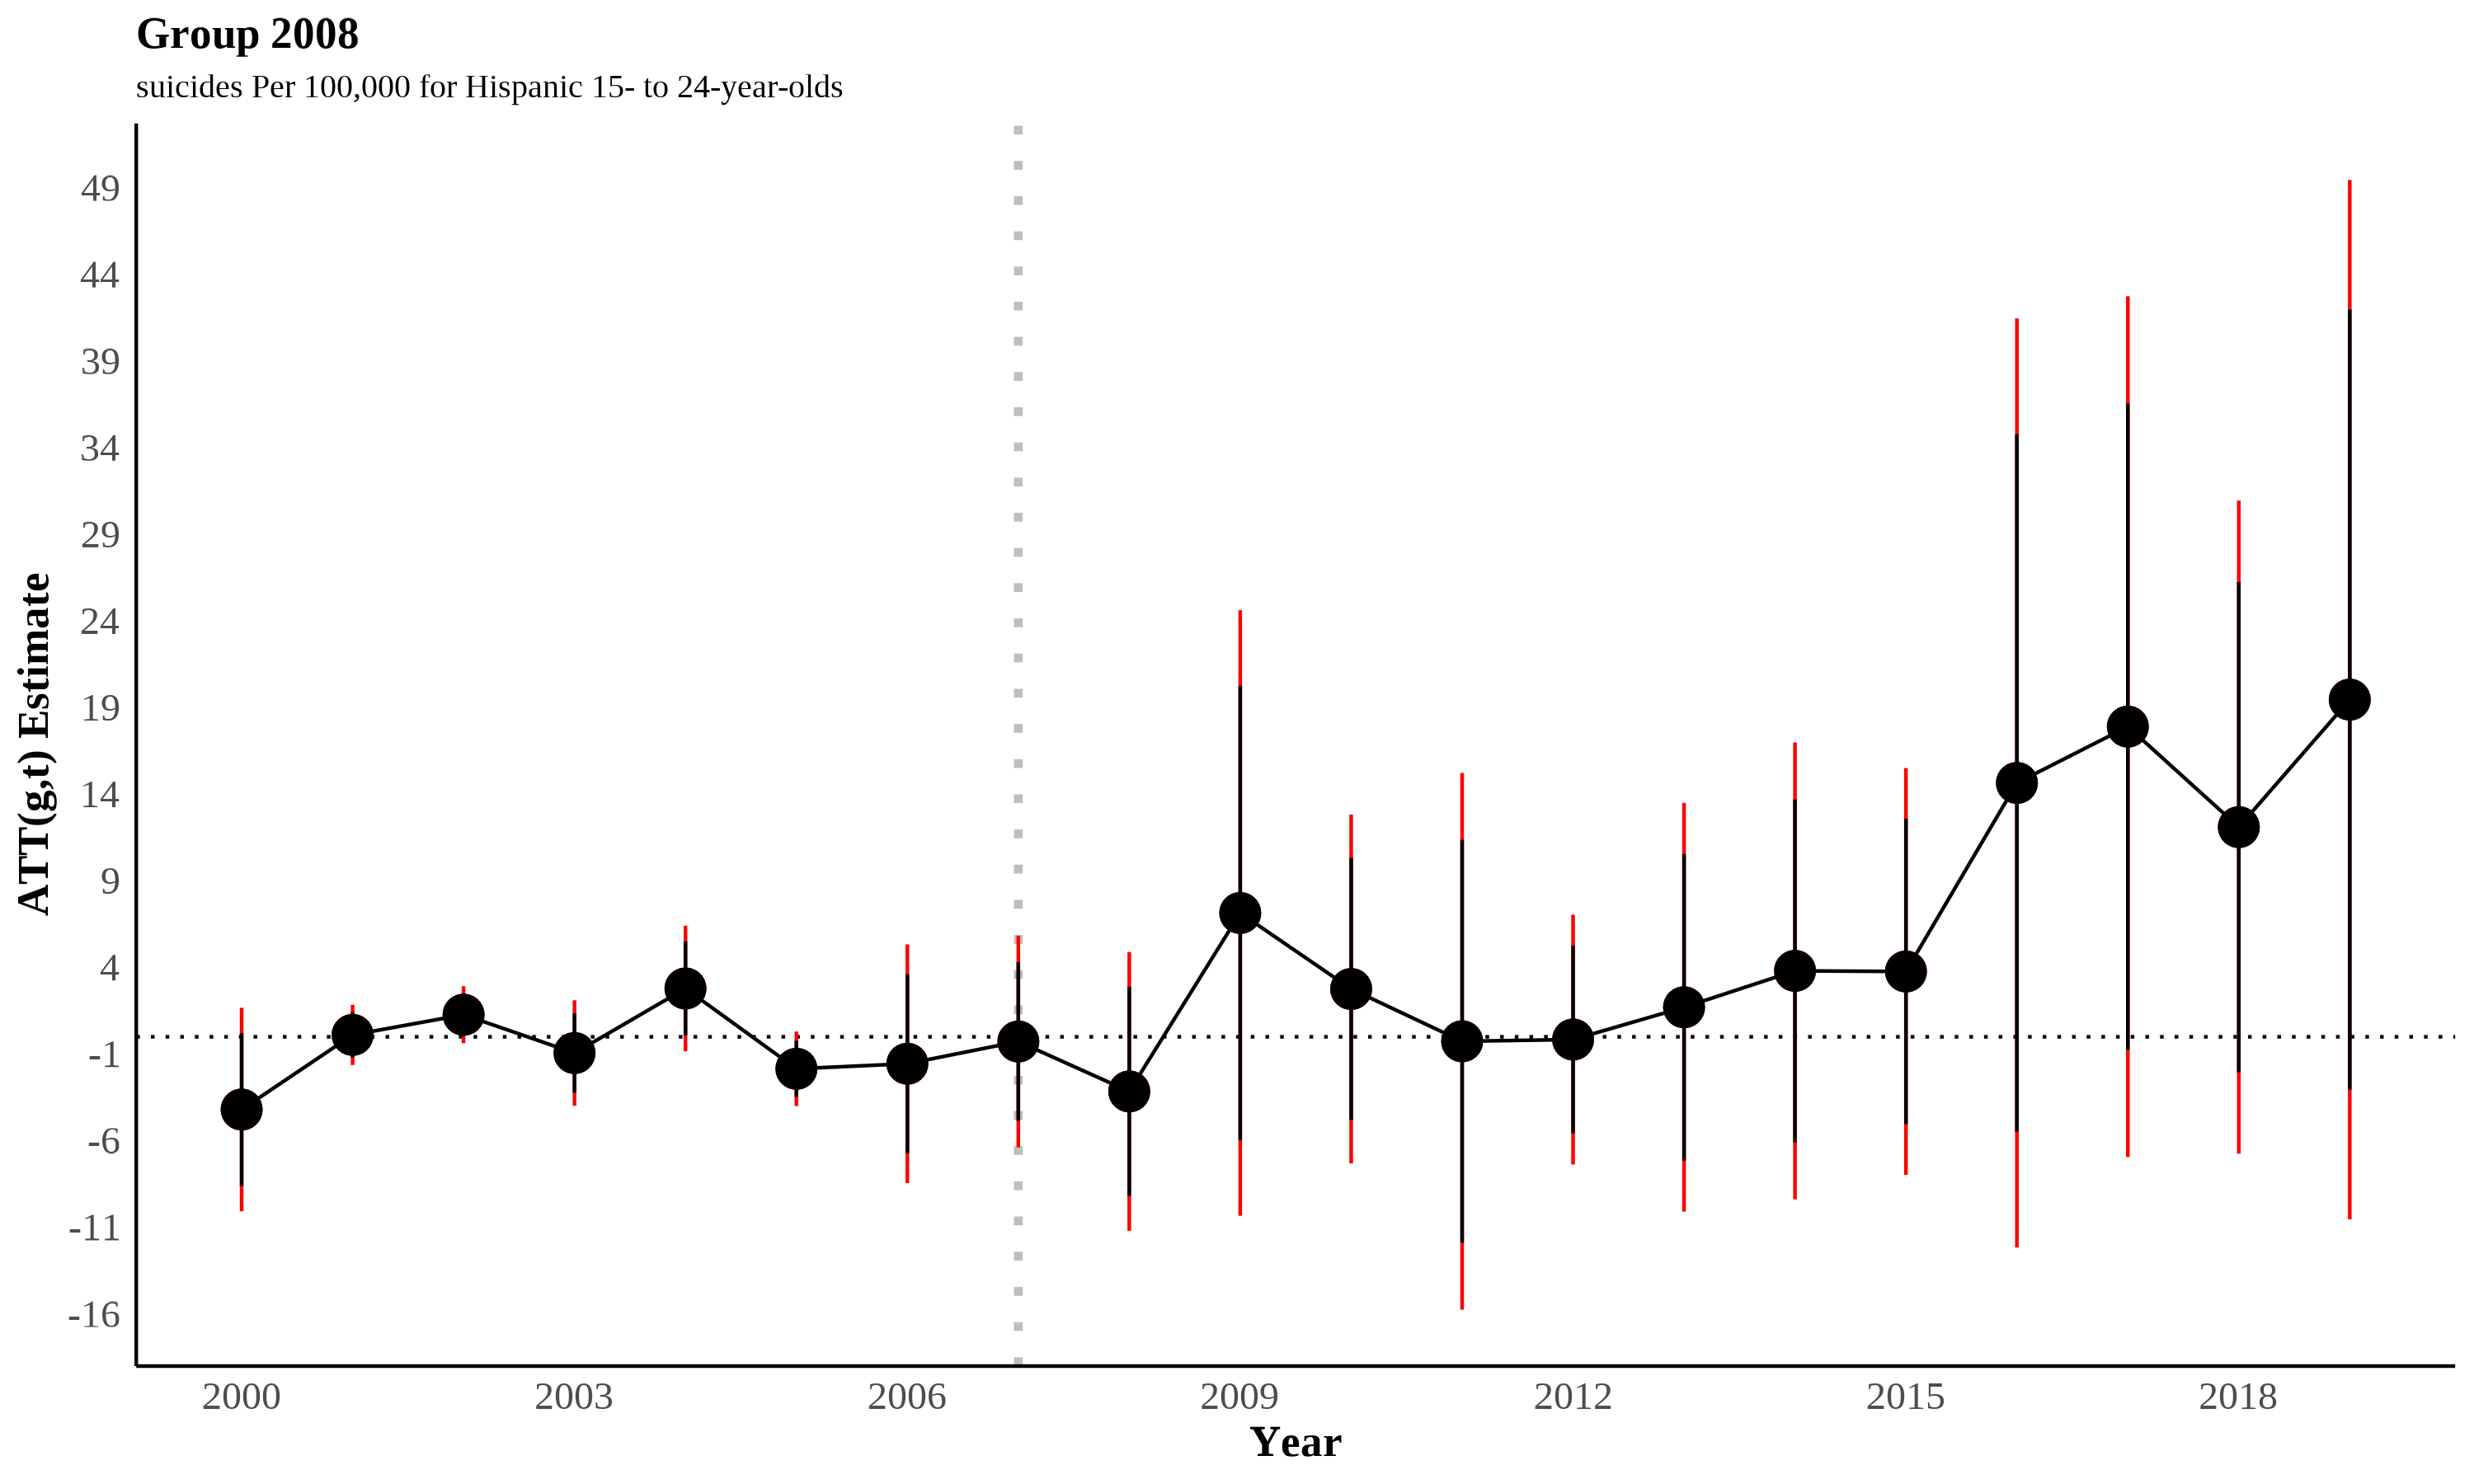 Group 2008
suicides Per 100,000 for Hispanic 15- to 24-year-olds
ATT(g,t) Estimate
49
44
39
34
29
24
19
14
9
4
-1
-6
-11
-16
2000 2003 2006 2009 2012 2015 2018
Year